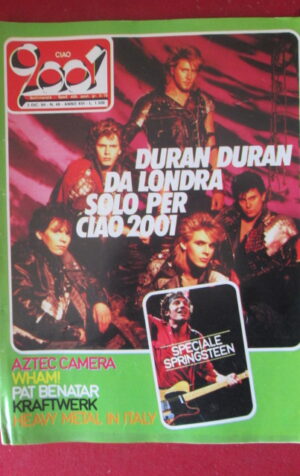 CIAO
2001
DURAN DURAN
DA LONDRA
SOLO PER
CIAO 2001
SPECIALE
SPRINGSTEEN
AZTEC CAMERA
WHAM!
PAT BENATAR
KRAFTWERK
HEAVY METAL IN ITALY